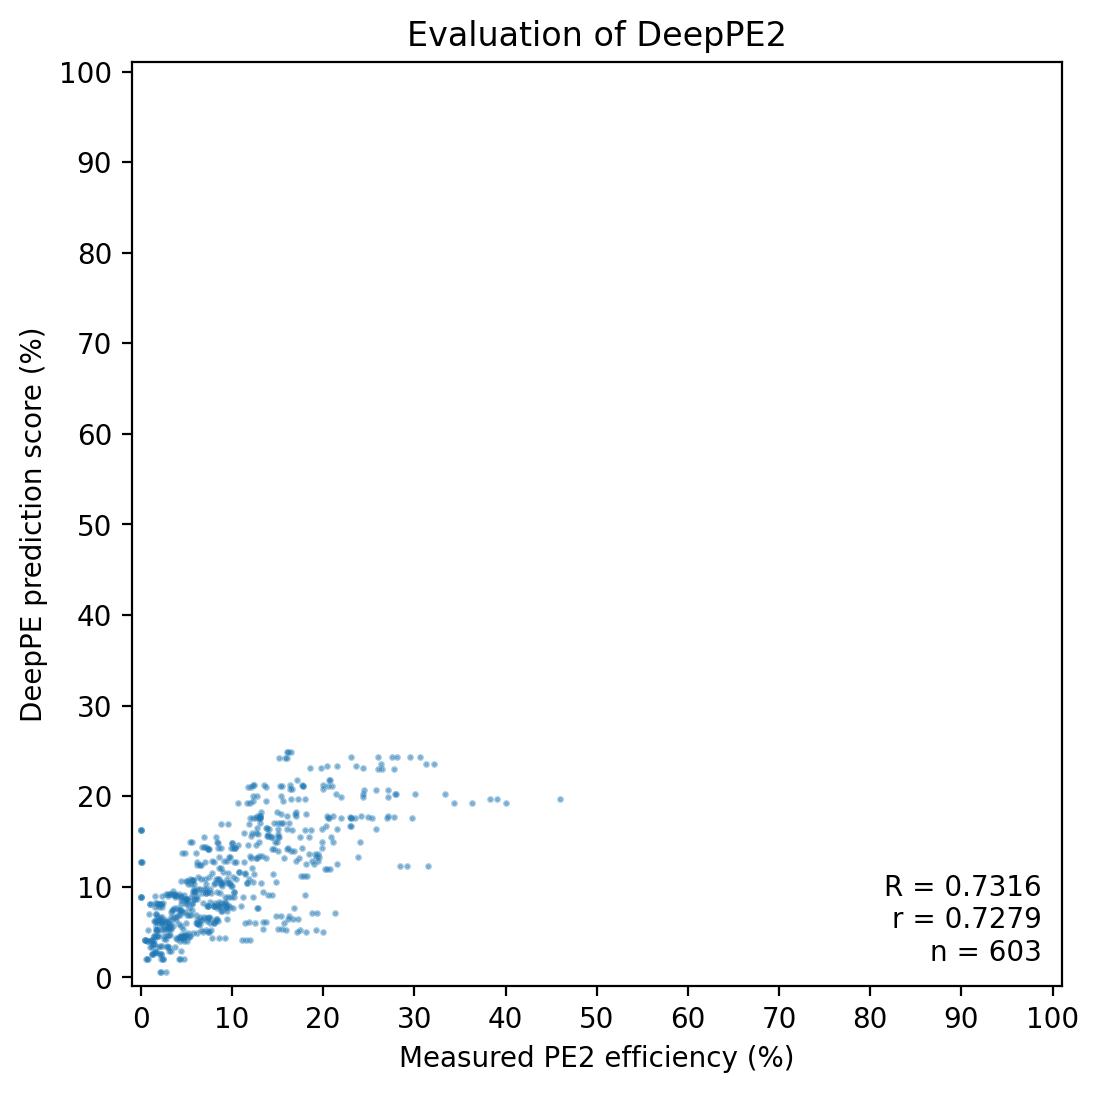 Evaluation of DeepPE2
100
90
80
70
60
50
40
30
20
10
0
DeepPE prediction score (%)
R = 0.7316
r = 0.7279
n = 603
0 10 20 30 40 50 60 70 80 90 100
Measured PE2 efficiency (%)